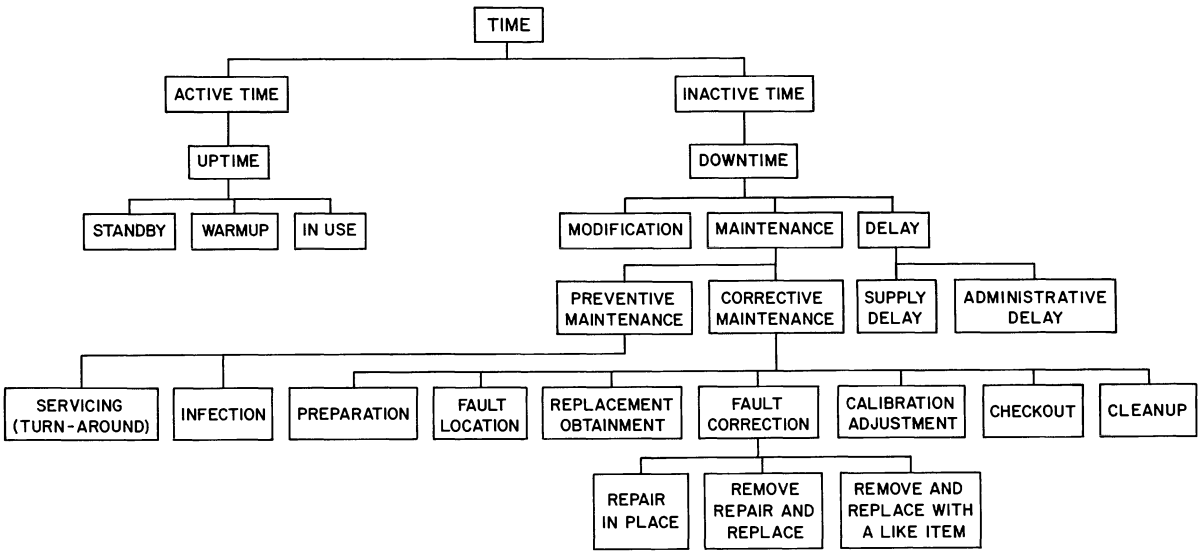 TIME
ACTIVE TIME
INACTIVE TIME
UPTIME
DOWNTIME
STANDBY
WARMUP
IN USE
MODIFICATION
MAINTENANCE
DELAY
PREVENTIVE
MAINTENANCE
CORRECTIVE
MAINTENANCE
SUPPLY
DELAY
ADMINISTRATIVE
DELAY
SERVICING
(TURN-AROUND)
INFECTION
PREPARATION
FAULT
LOCATION
REPLACEMENT
OBTAINMENT
FAULT
CORRECTION
CALIBRATION
ADJUSTMENT
CHECKOUT
CLEANUP
REPAIR
IN PLACE
REMOVE
REPAIR AND
REPLACE
REMOVE AND
REPLACE WITH
A LIKE ITEM